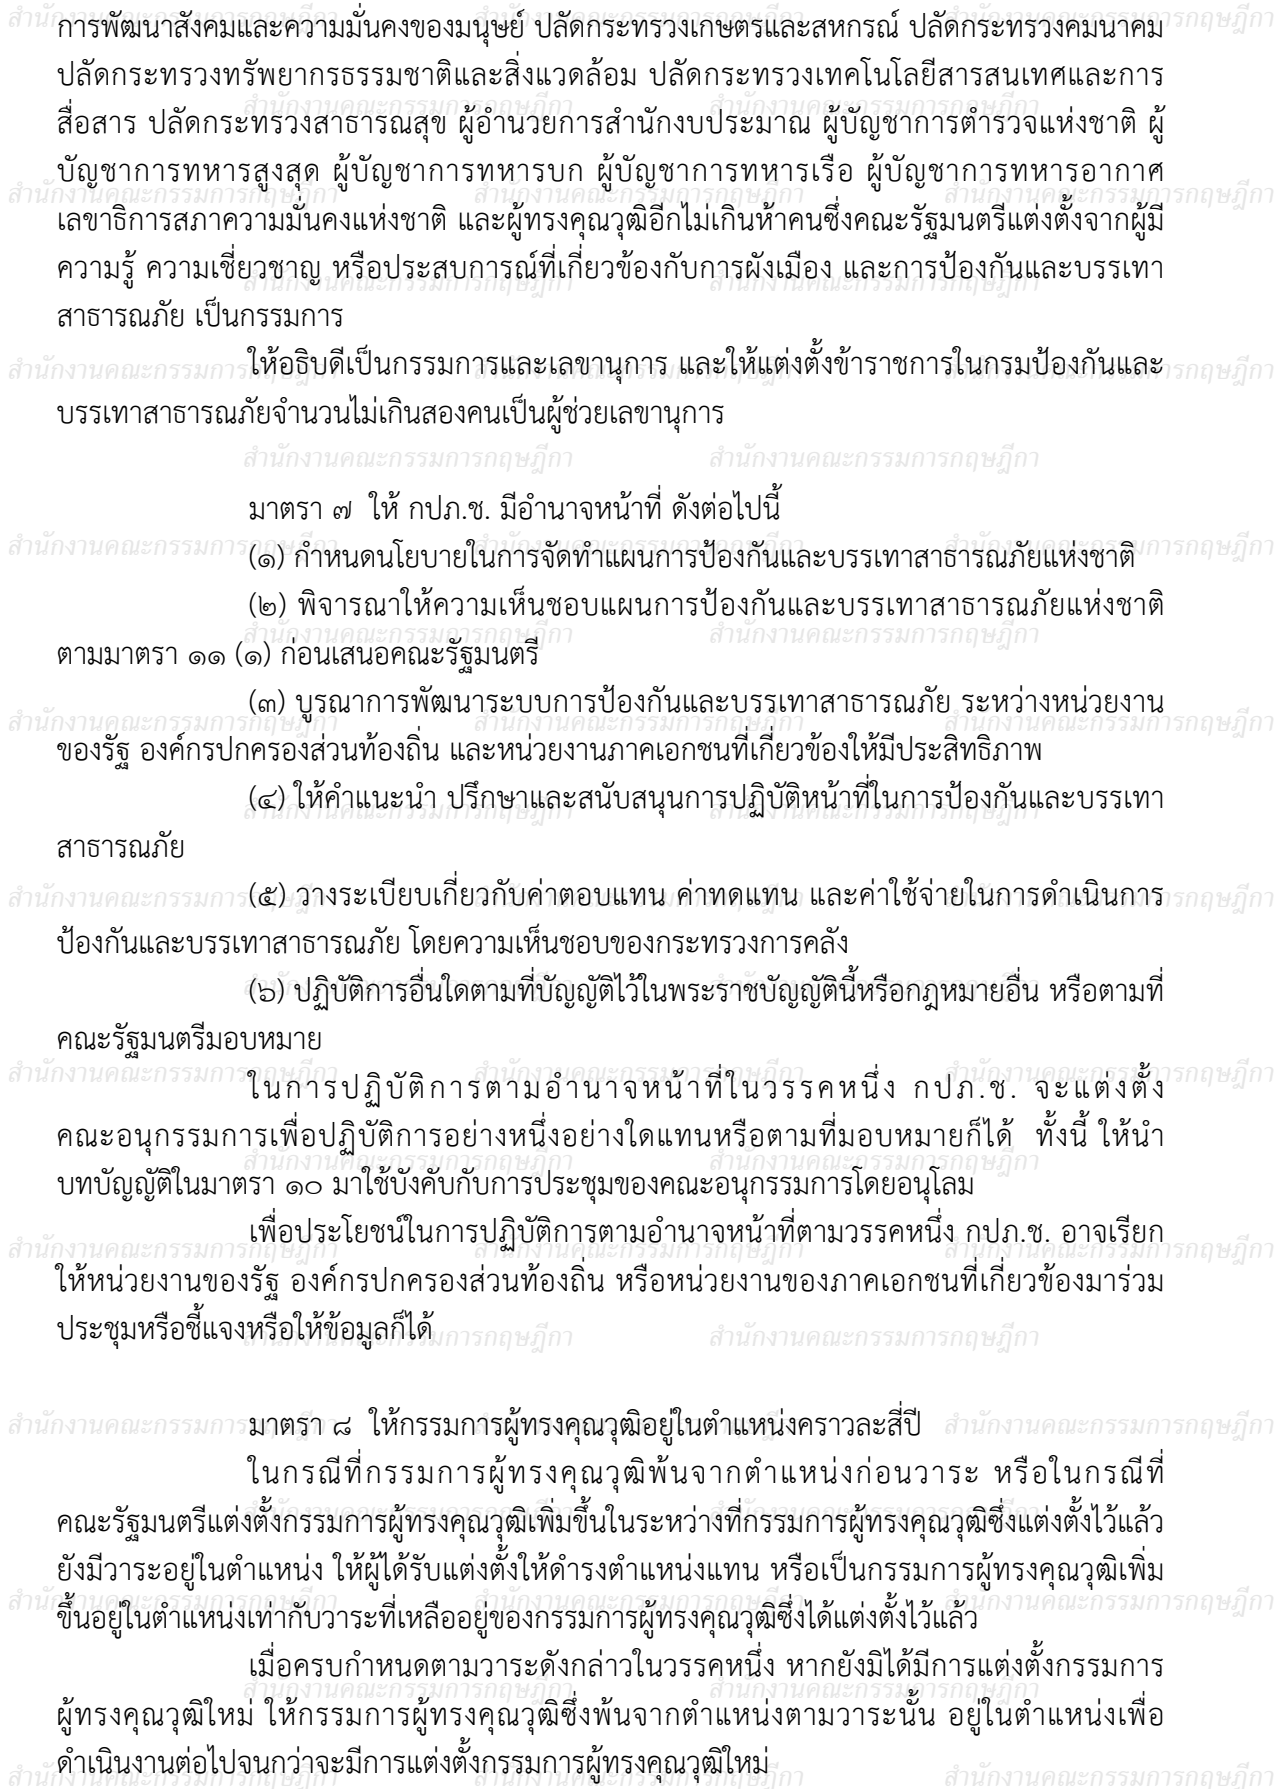 การพัฒนาสังคมและความมั่นคงของมนุษย์ ปลัดกระทรวงเกษตรและสหกรณ์ ปลัดกระทรวงคมนาคม
ปลัดกระทรวงทรัพยากรธรรมชาติและสิ่งแวดล้อม ปลัดกระทรวงเทคโนโลยีสารสนเทศและการ
สื่อสาร ปลัดกระทรวงสาธารณสุข ผู้อำนวยการสำนักงบประมาณ ผู้บัญชาการตำรวจแห่งชาติ ผู้
บัญชาการทหารสูงสุด ผู้บัญชาการทหารบก ผู้บัญชาการทหารเรือ ผู้บัญชาการทหารอากาศ
เลขาธิการสภาความมั่นคงแห่งชาติ และผู้ทรงคุณวุฒิอีกไม่เกินห้าคนซึ่งคณะรัฐมนตรีแต่งตั้งจากผู้มี
ความรู้ ความเชี่ยวชาญ หรือประสบการณ์ที่เกี่ยวข้องกับการผังเมือง และการป้องกันและบรรเทา
สาธารณภัย เป็นกรรมการ
ให้อธิบดีเป็นกรรมการและเลขานุการ และให้แต่งตั้งข้าราชการในกรมป้องกันและ
บรรเทาสาธารณภัยจำนวนไม่เกินสองคนเป็นผู้ช่วยเลขานุการ
มาตรา ๗ ให้ กปภ.ช. มีอำนาจหน้าที่ ดังต่อไปนี้
(๑) กำหนดนโยบายในการจัดทำแผนการป้องกันและบรรเทาสาธารณภัยแห่งชาติ
(๒) พิจารณาให้ความเห็นชอบแผนการป้องกันและบรรเทาสาธารณภัยแห่งชาติ
ตามมาตรา ๑๑ (๑) ก่อนเสนอคณะรัฐมนตรี
(๓) บูรณาการพัฒนาระบบการป้องกันและบรรเทาสาธารณภัย ระหว่างหน่วยงาน
ของรัฐ องค์กรปกครองส่วนท้องถิ่น และหน่วยงานภาคเอกชนที่เกี่ยวข้องให้มีประสิทธิภาพ
(๔) ให้คำแนะนำ ปรึกษาและสนับสนุนการปฏิบัติหน้าที่ในการป้องกันและบรรเทา
สาธารณภัย
(๕) วางระเบียบเกี่ยวกับค่าตอบแทน ค่าทดแทน และค่าใช้จ่ายในการดำเนินการ
ป้องกันและบรรเทาสาธารณภัย โดยความเห็นชอบของกระทรวงการคลัง
(๖) ปฏิบัติการอื่นใดตามที่บัญญัติไว้ในพระราชบัญญัตินี้หรือกฎหมายอื่น หรือตามที่
คณะรัฐมนตรีมอบหมาย
ในการปฏิบัติการตามอำนาจหน้าที่ในวรรคหนึ่ง กปภ.ช. จะแต่งตั้ง
คณะอนุกรรมการเพื่อปฏิบัติการอย่างหนึ่งอย่างใดแทนหรือตามที่มอบหมายก็ได้ ทั้งนี้ ให้นำ
บทบัญญัติในมาตรา ๑๐ มาใช้บังคับกับการประชุมของคณะอนุกรรมการโดยอนุโลม
เพื่อประโยชน์ในการปฏิบัติการตามอำนาจหน้าที่ตามวรรคหนึ่ง กปภ.ช. อาจเรียก
ให้หน่วยงานของรัฐ องค์กรปกครองส่วนท้องถิ่น หรือหน่วยงานของภาคเอกชนที่เกี่ยวข้องมาร่วม
ประชุมหรือชี้แจงหรือให้ข้อมูลก็ได้
มาตรา ๘ ให้กรรมการผู้ทรงคุณวุฒิอยู่ในตำแหน่งคราวละสี่ปี
ในกรณีที่กรรมการผู้ทรงคุณวุฒิพ้นจากตำแหน่งก่อนวาระ หรือในกรณีที่
คณะรัฐมนตรีแต่งตั้งกรรมการผู้ทรงคุณวุฒิเพิ่มขึ้นในระหว่างที่กรรมการผู้ทรงคุณวุฒิซึ่งแต่งตั้งไว้แล้ว
ยังมีวาระอยู่ในตำแหน่ง ให้ผู้ได้รับแต่งตั้งให้ดำรงตำแหน่งแทน หรือเป็นกรรมการผู้ทรงคุณวุฒิเพิ่ม
ขึ้นอยู่ในตำแหน่งเท่ากับวาระที่เหลืออยู่ของกรรมการผู้ทรงคุณวุฒิซึ่งได้แต่งตั้งไว้แล้ว
เมื่อครบกำหนดตามวาระดังกล่าวในวรรคหนึ่ง หากยังมิได้มีการแต่งตั้งกรรมการ
ผู้ทรงคุณวุฒิใหม่ ให้กรรมการผู้ทรงคุณวุฒิซึ่งพ้นจากตำแหน่งตามวาระนั้น อยู่ในตำแหน่งเพื่อ
ดำเนินงานต่อไปจนกว่าจะมีการแต่งตั้งกรรมการผู้ทรงคุณวุฒิใหม่
สำนักงานคณะกรรมการกฤษฎีกา